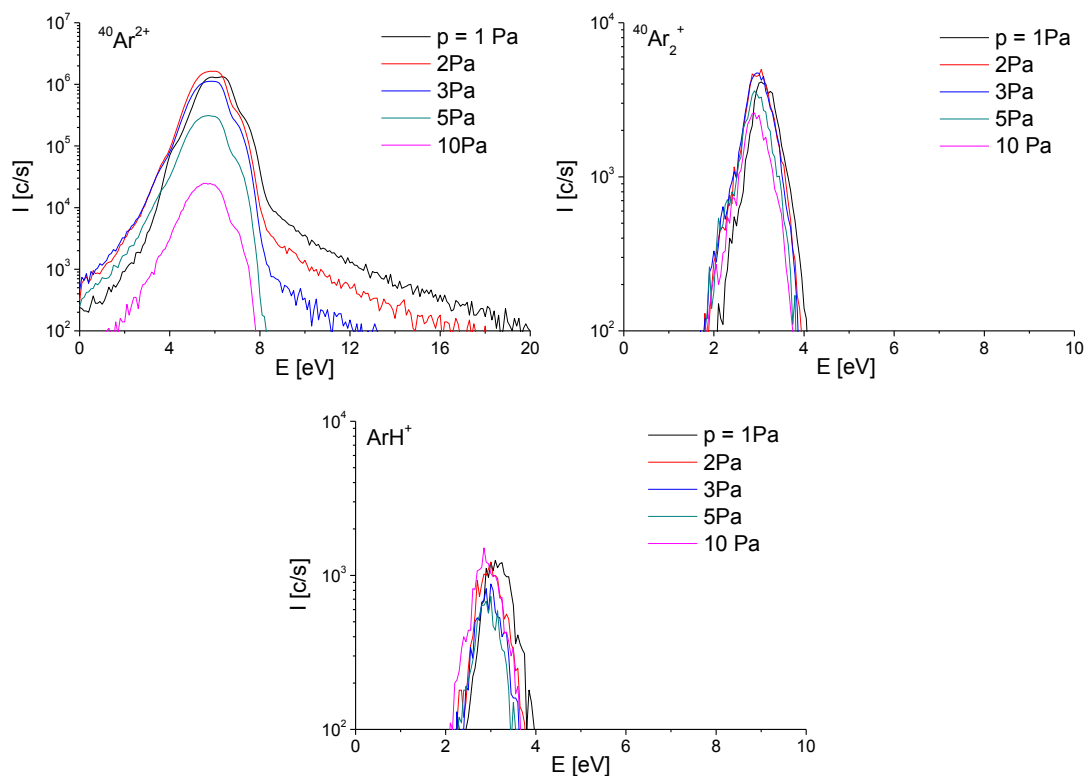 ⁴⁰Ar²⁺
p = 1 Pa
2Pa
3Pa
5Pa
10Pa
10⁷
10⁶
10⁵
10⁴
10³
10²
I [c/s]
0 4 8 12 16 20
E [eV]
⁴⁰Ar₂⁺
p = 1Pa
2Pa
3Pa
5Pa
10 Pa
10⁴
10³
10²
I [c/s]
0 2 4 6 8 10
E [eV]
ArH⁺
p = 1Pa
2Pa
3Pa
5Pa
10 Pa
10⁴
10³
10²
I [c/s]
0 2 4 6 8 10
E [eV]